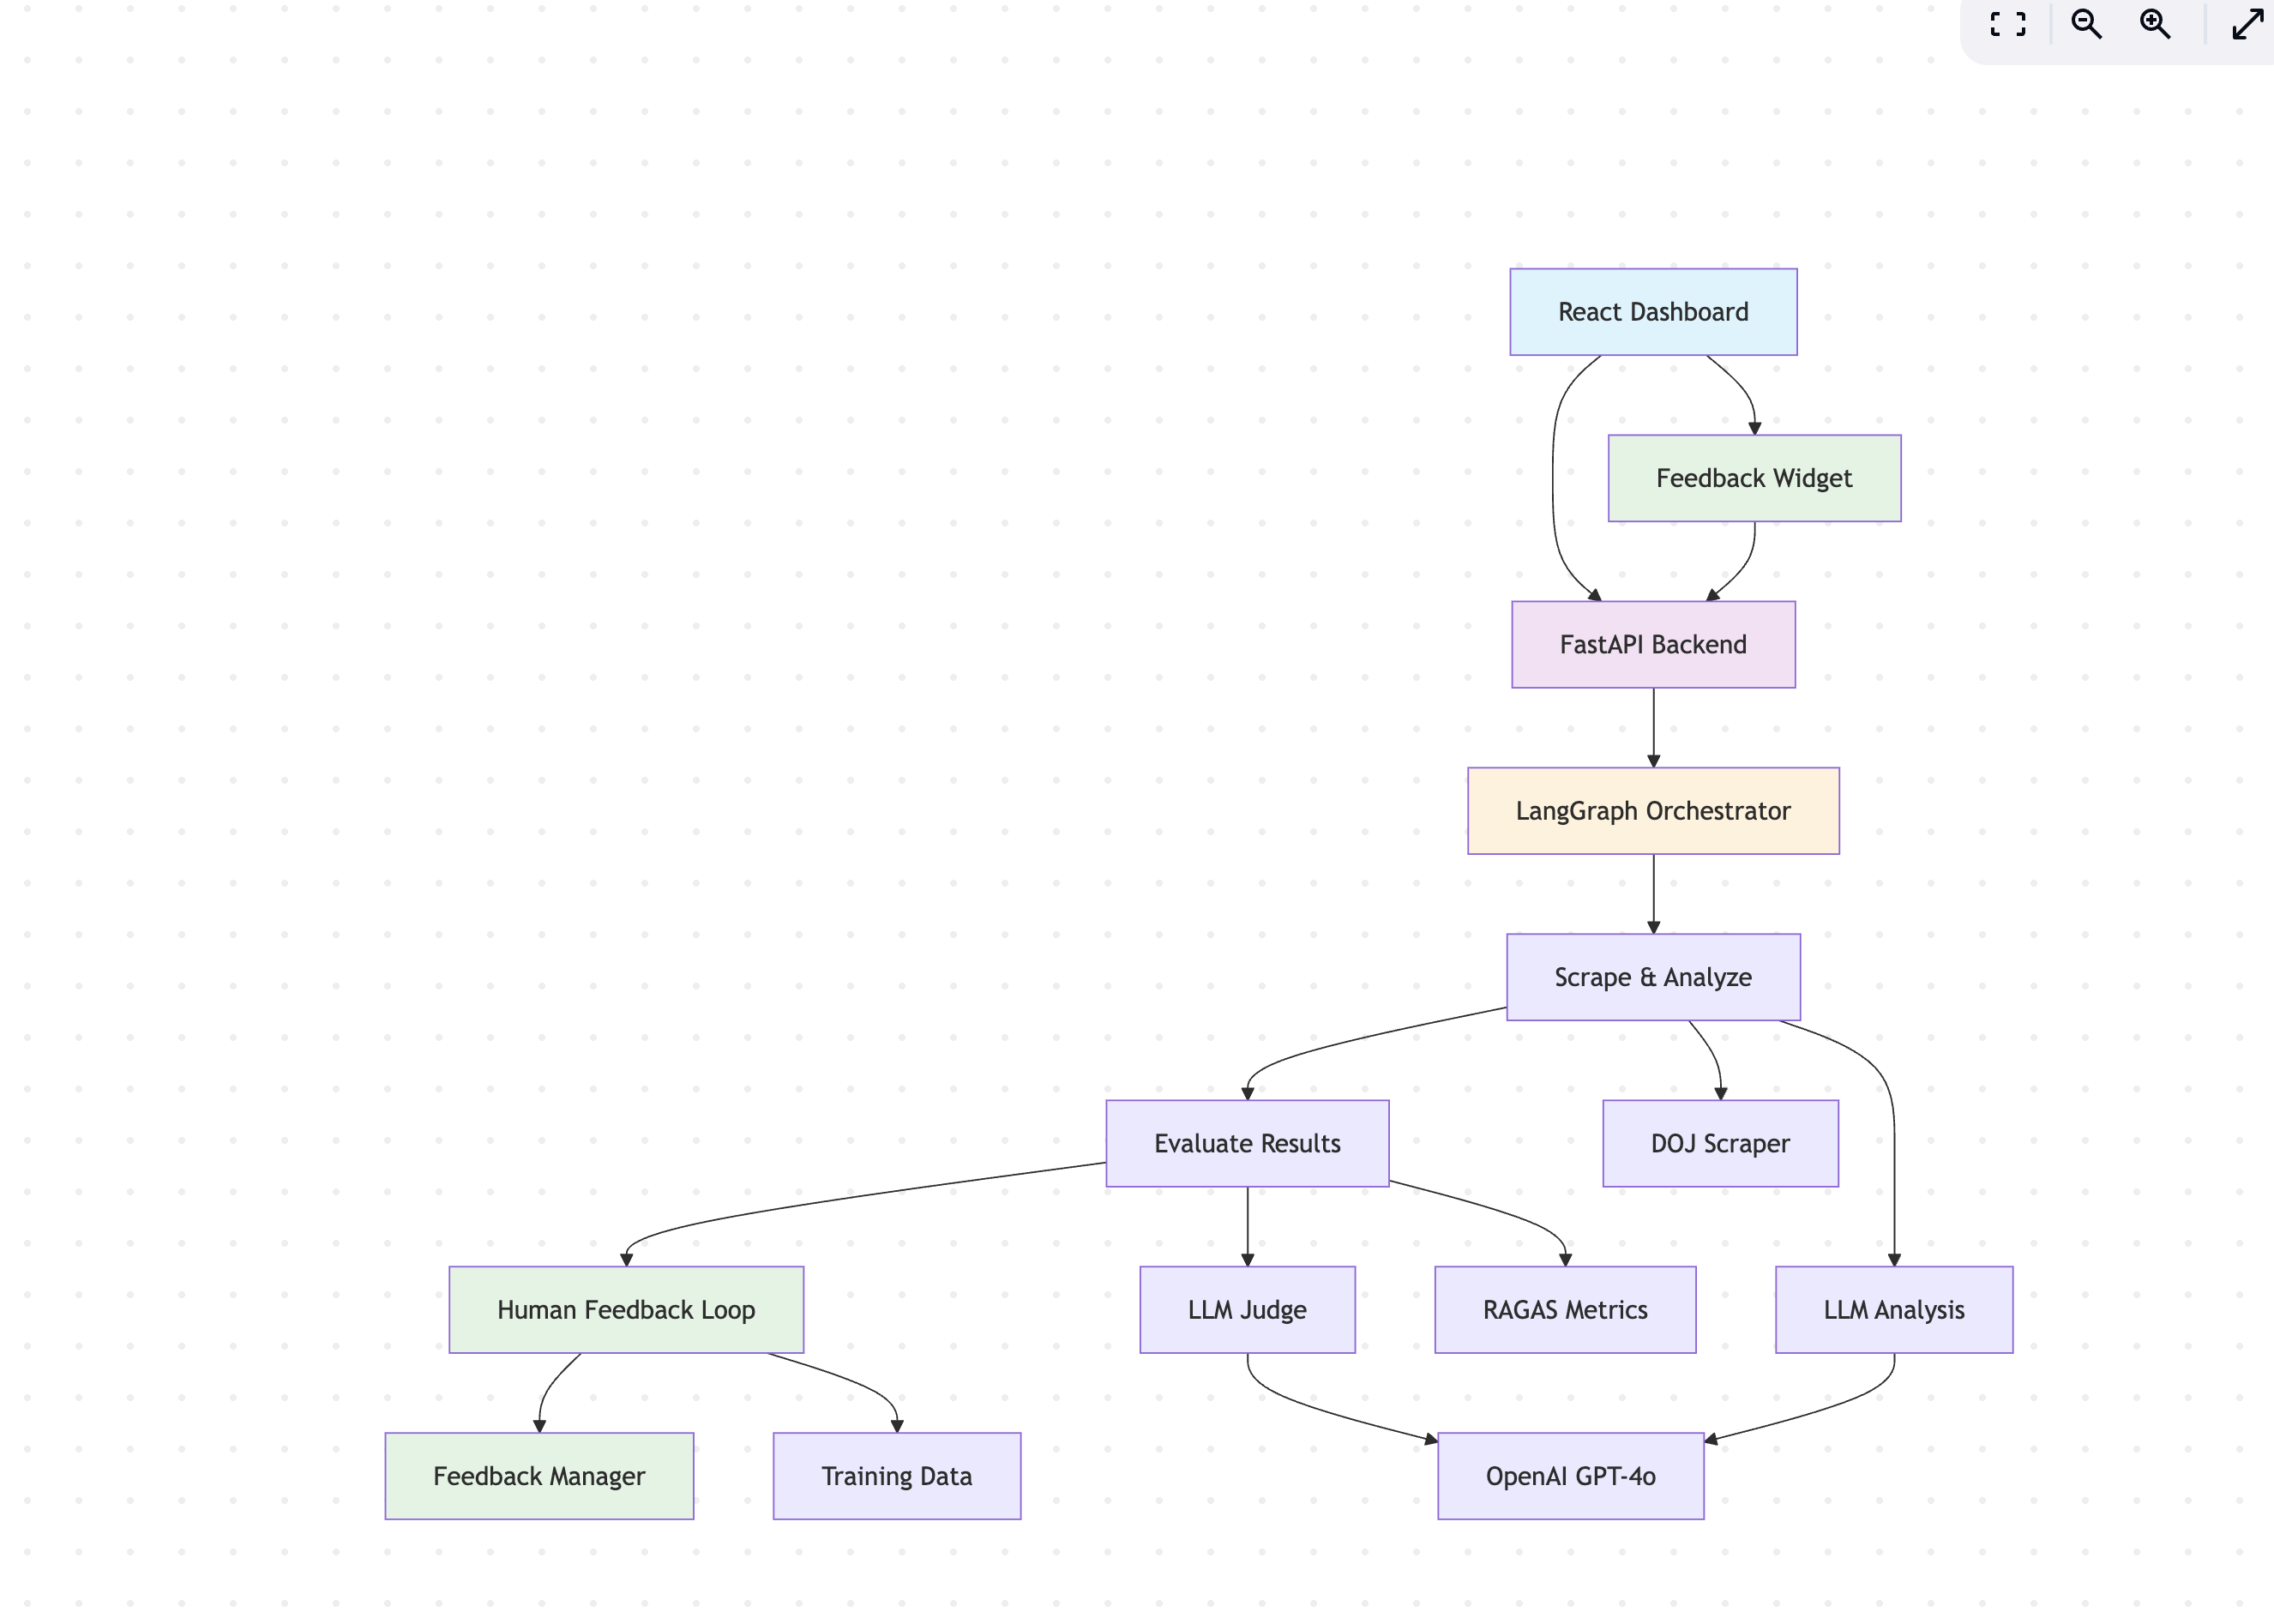 React Dashboard
Feedback Widget
FastAPI Backend
LangGraph Orchestrator
Scrape & Analyze
Evaluate Results
DOJ Scraper
Human Feedback Loop
LLM Judge
RAGAS Metrics
LLM Analysis
Feedback Manager
Training Data
OpenAI GPT-4o